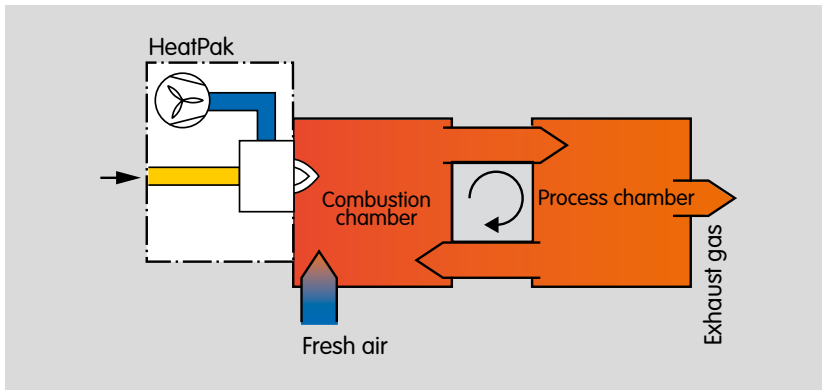 HeatPak
Combustion
chamber
Process chamber
Exhaust gas
Fresh air